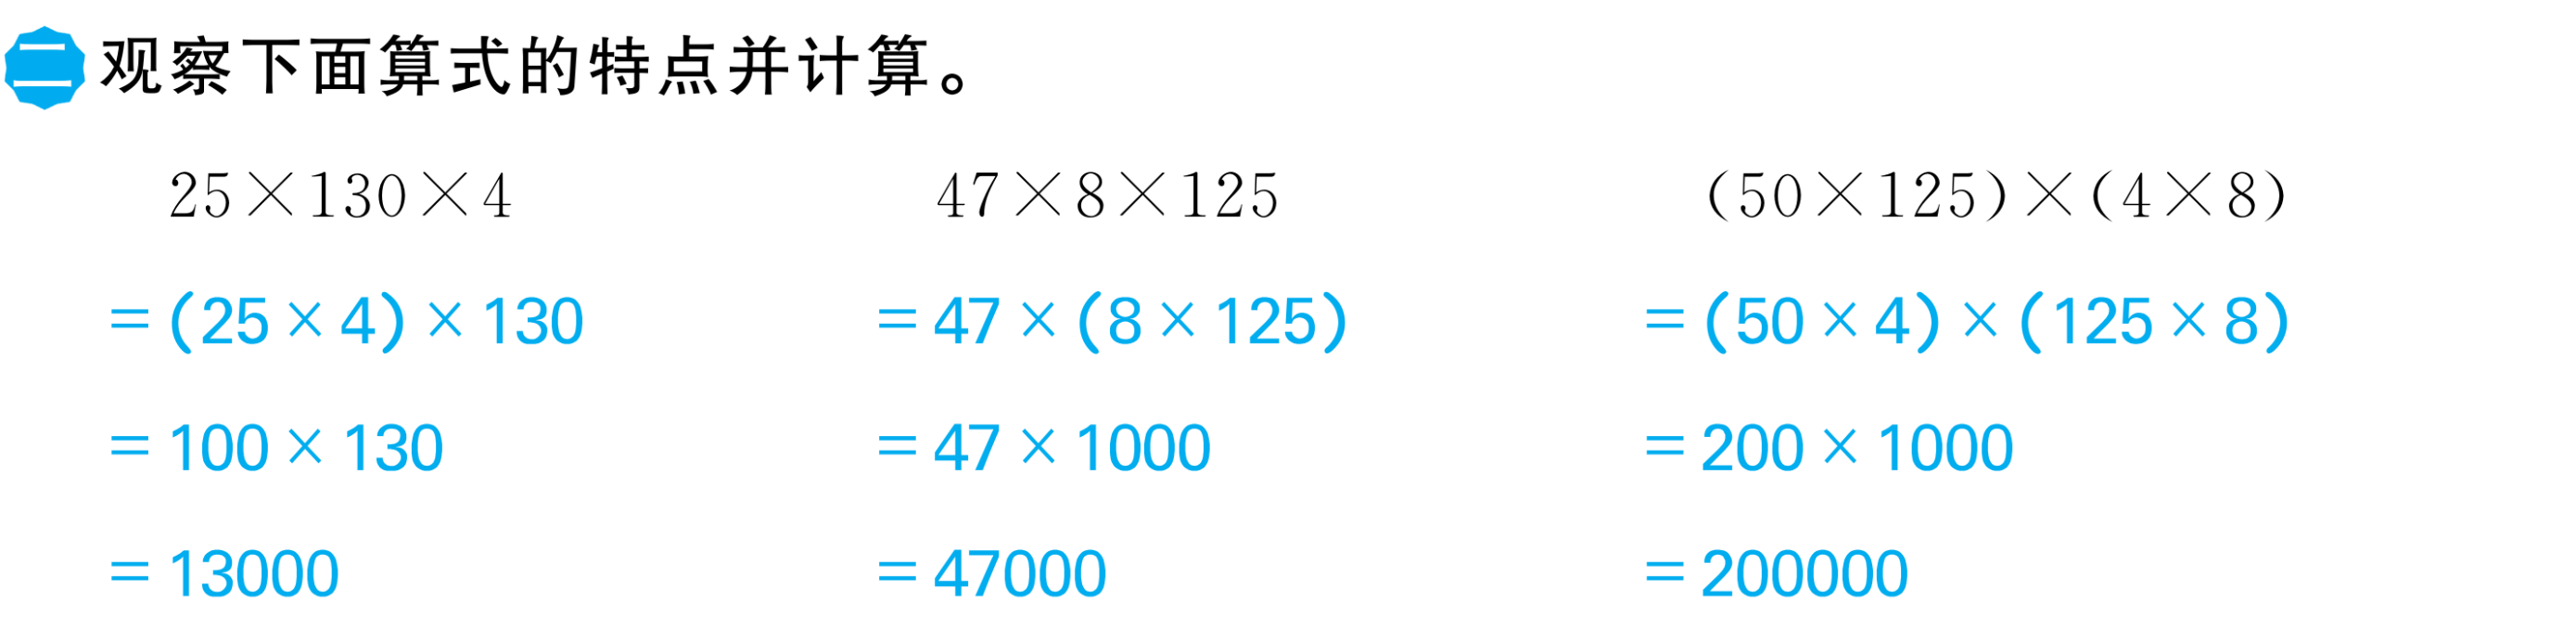 二 观察下面算式的特点并计算。
25×130×4 47×8×125 (50×125)×(4×8)
=(25×4)×130 =47×(8×125) =(50×4)×(125×8)
=100×130 =47×1000 =200×1000
=13000 =47000 =200000